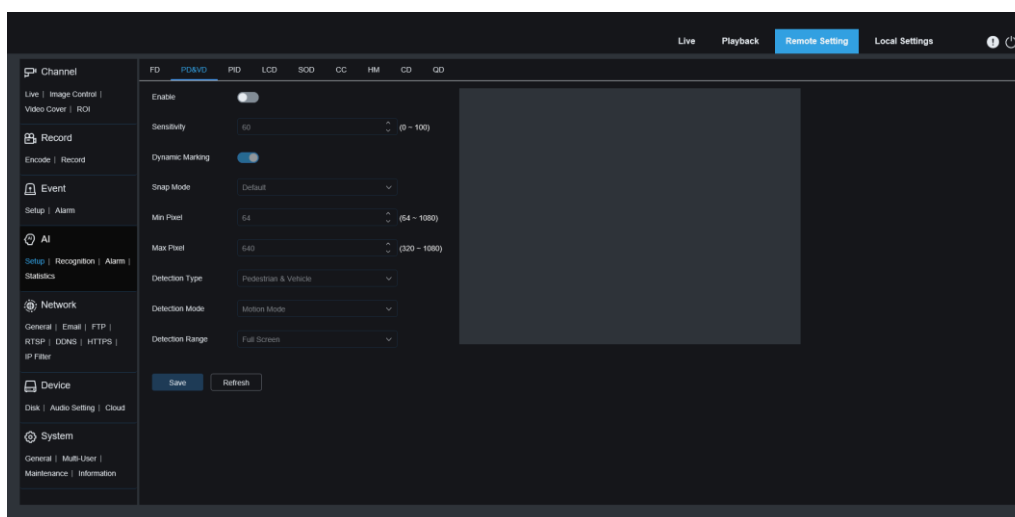 Live Playback Remote Setting Local Settings
Channel
Live | Image Control |
Video Cover | ROI
Record
Encode | Record
Event
Setup | Alarm
AI
Setup | Recognition | Alarm |
Statistics
Network
General | Email | FTP |
RTSP | DDNS | HTTPS |
IP Filter
Device
Disk | Audio Setting | Cloud
System
General | Multi-User |
Maintenance | Information
FD PD&VD PID LCD SOD CC HM CD QD
Enable
Sensitivity 60 (0 ~ 100)
Dynamic Marking
Snap Mode Default
Min Pixel 64 (64 ~ 1080)
Max Pixel 640 (320 ~ 1080)
Detection Type Pedestrian & Vehicle
Detection Mode Motion Mode
Detection Range Full Screen
Save Refresh